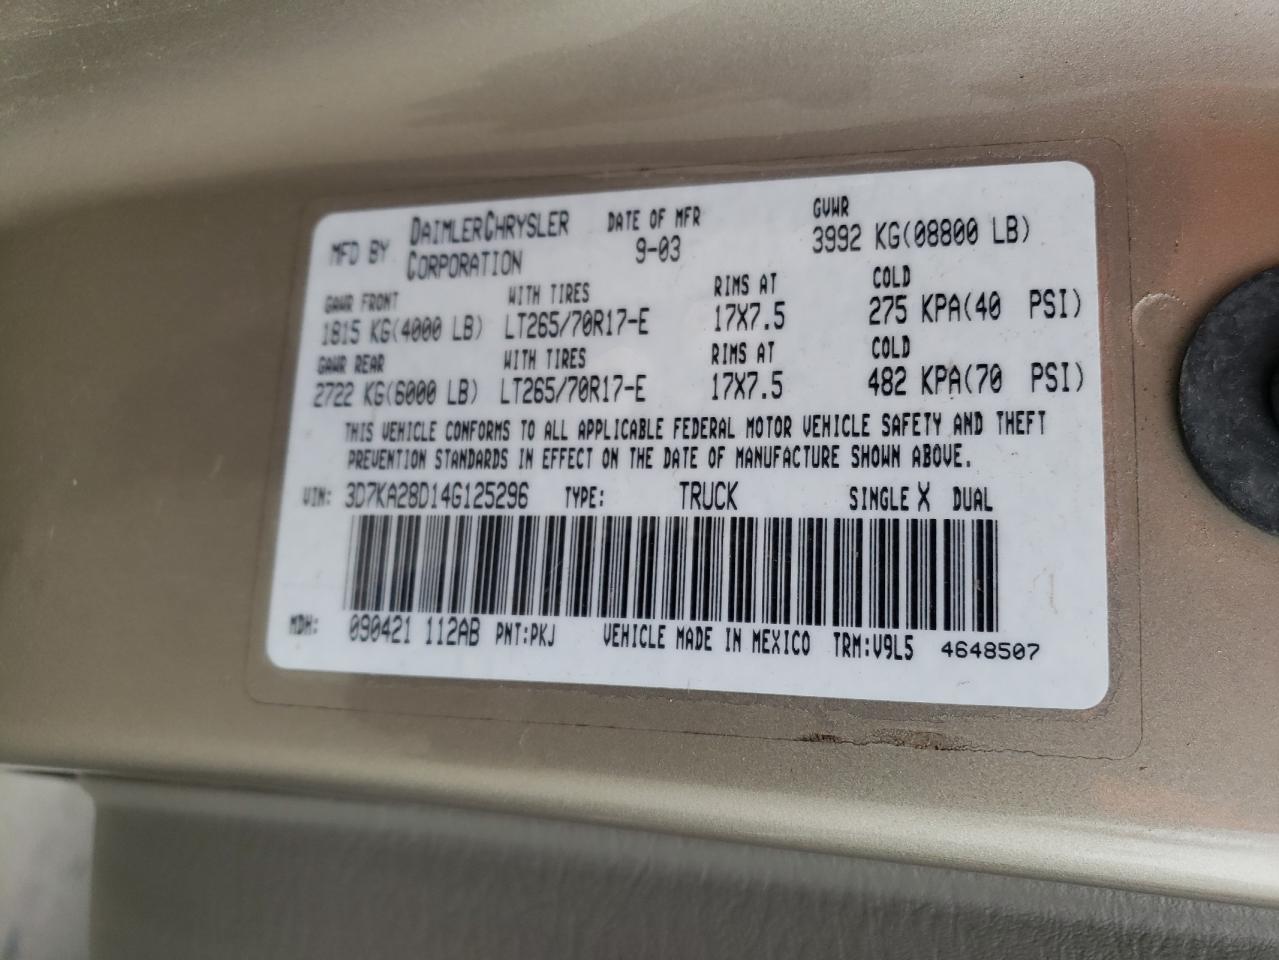 MFD BY DAIMLERCHRYSLER CORPORATION DATE OF MFR 9-03 GVWR 3992 KG(08800 LB)
GAWR FRONT WITH TIRES RIMS AT COLD
1815 KG(4000 LB) LT265/70R17-E 17X7.5 275 KPA(40 PSI)
GAWR REAR WITH TIRES RIMS AT COLD
2722 KG(6000 LB) LT265/70R17-E 17X7.5 482 KPA(70 PSI)
THIS VEHICLE CONFORMS TO ALL APPLICABLE FEDERAL MOTOR VEHICLE SAFETY AND THEFT
PREVENTION STANDARDS IN EFFECT ON THE DATE OF MANUFACTURE SHOWN ABOVE.
VIN: 3D7KA28D14G125296 TYPE: TRUCK SINGLE X DUAL
MDH: 090421 112AB PNT:PKJ VEHICLE MADE IN MEXICO TRM:V9L5 4648507